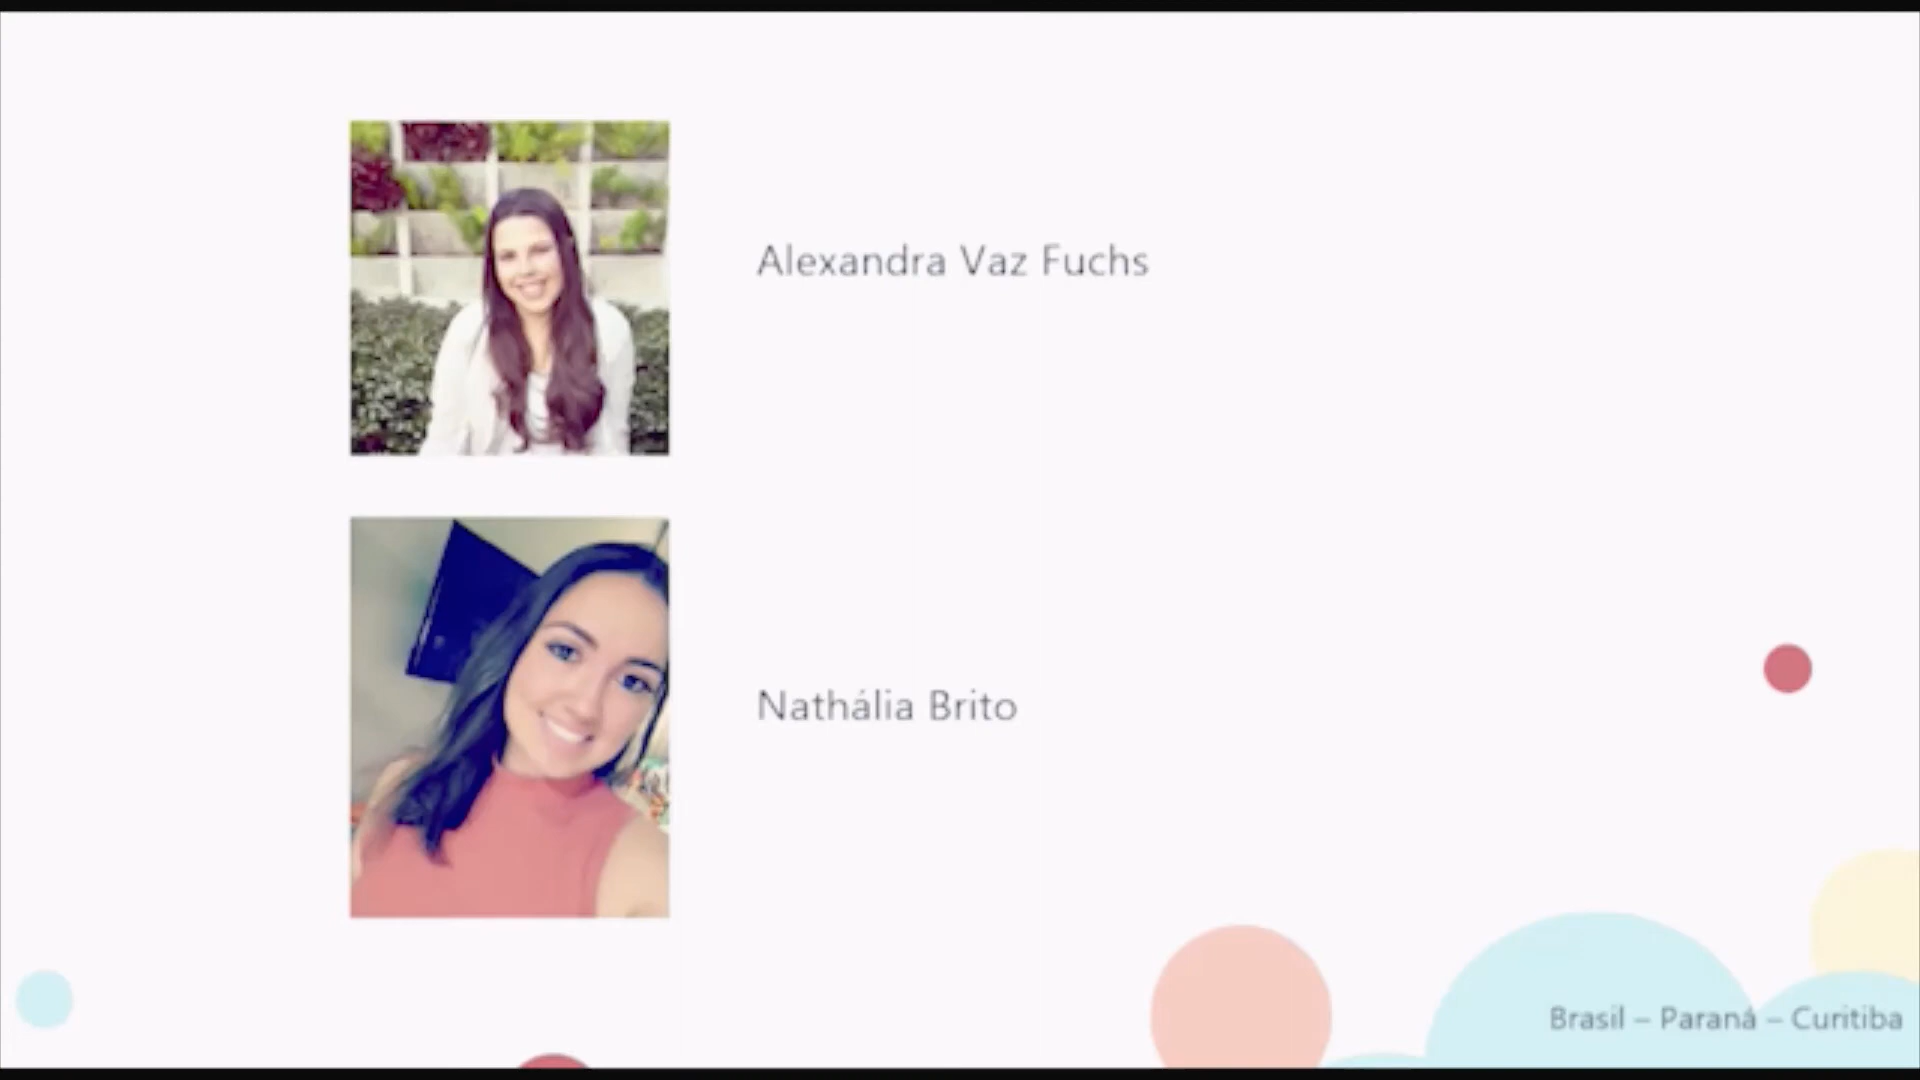 Alexandra Vaz Fuchs
Nathália Brito
Brasil – Paraná – Curitiba